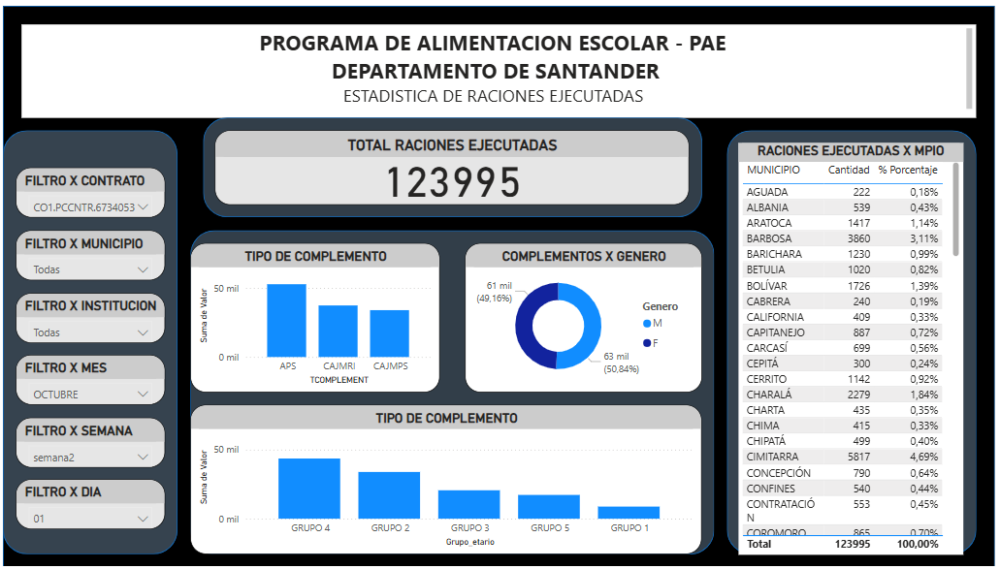 PROGRAMA DE ALIMENTACION ESCOLAR - PAE
DEPARTAMENTO DE SANTANDER
ESTADISTICA DE RACIONES EJECUTADAS
FILTRO X CONTRATO
CO1.PCCNTR.6734053
FILTRO X MUNICIPIO
Todas
FILTRO X INSTITUCION
Todas
FILTRO X MES
OCTUBRE
FILTRO X SEMANA
semana2
FILTRO X DIA
01
TOTAL RACIONES EJECUTADAS
123995
TIPO DE COMPLEMENTO
Suma de Valor
50 mil
0 mil
APS CAJMRI CAJMPS
TCOMPLEMENT
COMPLEMENTOS X GENERO
61 mil
(49,16%)
63 mil
(50,84%)
Genero
M
F
TIPO DE COMPLEMENTO
Suma de Valor
50 mil
0 mil
GRUPO 4 GRUPO 2 GRUPO 3 GRUPO 5 GRUPO 1
Grupo_etario
RACIONES EJECUTADAS X MPIO
MUNICIPIO Cantidad % Porcentaje
AGUADA 222 0,18%
ALBANIA 539 0,43%
ARATOCA 1417 1,14%
BARBOSA 3860 3,11%
BARICHARA 1230 0,99%
BETULIA 1020 0,82%
BOLÍVAR 1726 1,39%
CABRERA 240 0,19%
CALIFORNIA 409 0,33%
CAPITANEJO 887 0,72%
CARCASÍ 699 0,56%
CEPITÁ 300 0,24%
CERRITO 1142 0,92%
CHARALÁ 2279 1,84%
CHARTA 435 0,35%
CHIMA 415 0,33%
CHIPATÁ 499 0,40%
CIMITARRA 5817 4,69%
CONCEPCIÓN 790 0,64%
CONFINES 540 0,44%
CONTRATACIÓ 553 0,45%
N
COROMORO 865 0,70%
Total 123995 100,00%